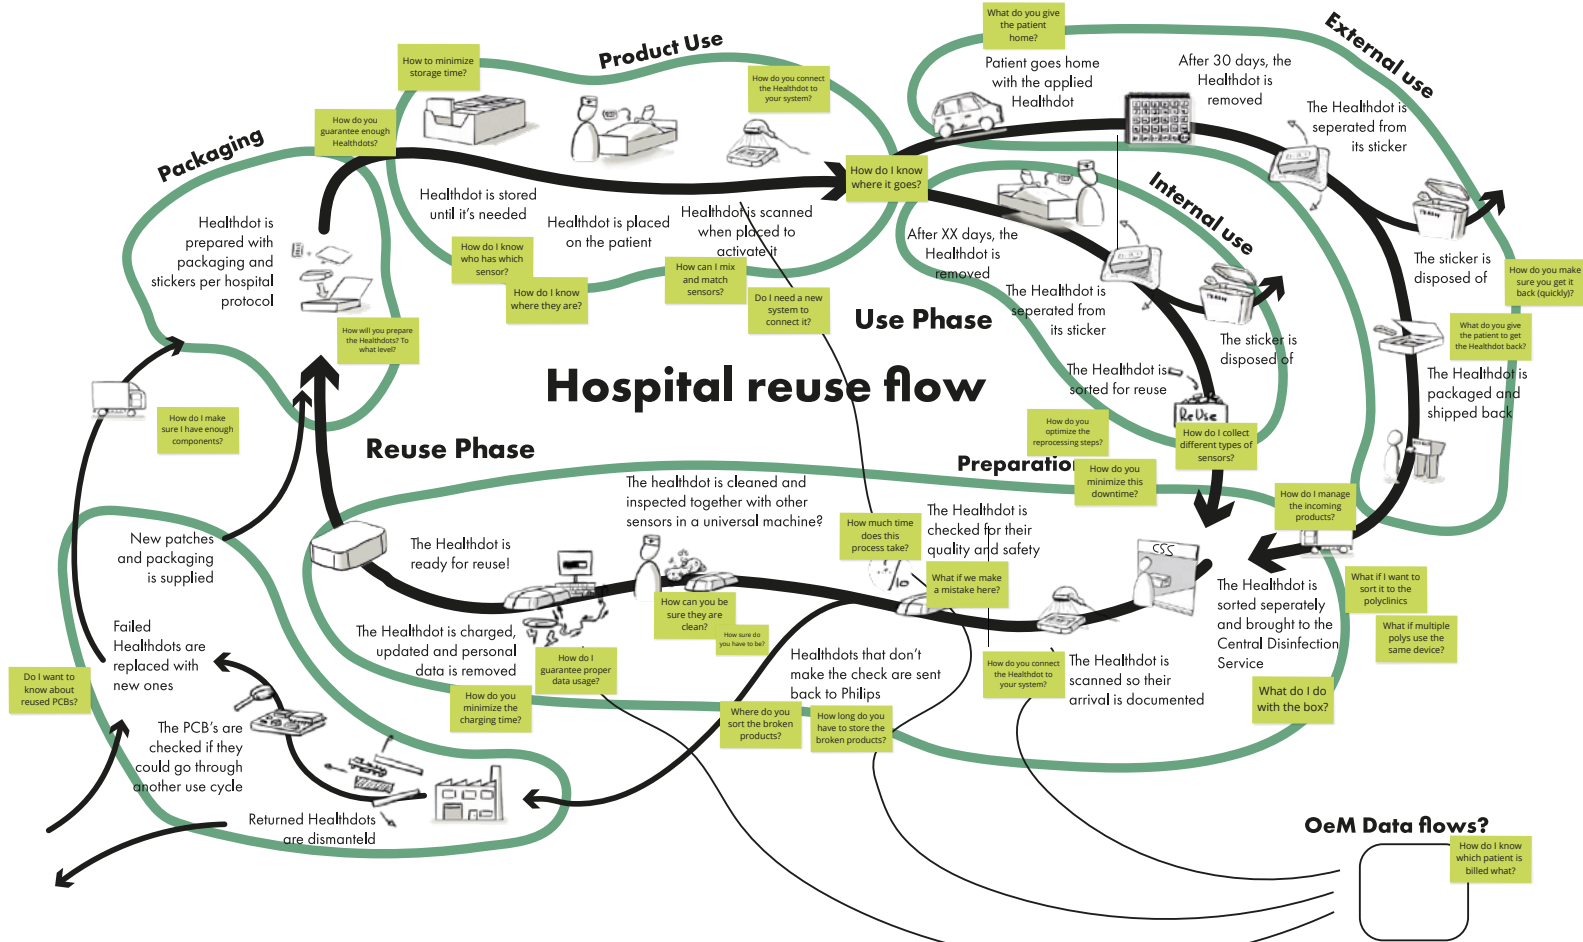 What do you give
the patient
home?
External use
Product Use
How to minimize
storage time?
How do you connect
the Healthdot to
your system?
Patient goes home
with the applied
Healthdot
After 30 days, the
Healthdot is
removed
The Healthdot is
seperated from
its sticker
How do you
guarantee enough
Healthdots?
Packaging
How do I know
where it goes?
Internal use
Healthdot is stored
until it's needed
Healthdot is placed
on the patient
Healthdot is scanned
when placed to
activate it
Healthdot is
prepared with
packaging and
stickers per hospital
protocol
How do I know
who has which
sensor?
How do I know
where they are?
How can I mix
and match
sensors?
Do I need a new
system to
connect it?
After XX days, the
Healthdot is
removed
The Healthdot is
seperated from
its sticker
TRASH
The sticker is
disposed of
TRASH
The sticker is
disposed of
How do you make
sure you get it
back (quickly)?
What do you give
the patient to get
the Healthdot back?
The Healthdot is
packaged and
shipped back
Use Phase
How will you prepare
the Healthdots? To
what level?
Hospital reuse flow
The Healthdot is
sorted for reuse
ReUse
How do I make
sure I have enough
components?
How do you
optimize the
reprocessing steps?
How do I collect
different types of
sensors?
Reuse Phase
Preparation
How do you
minimize this
downtime?
How do I manage
the incoming
products?
The healthdot is cleaned and
inspected together with other
sensors in a universal machine?
How much time
does this
process take?
The Healthdot is
checked for their
quality and safety
What if we make
a mistake here?
CSS
New patches
and packaging
is supplied
The Healthdot is
ready for reuse!
10
How can you be
sure they are
clean?
How sure do
you have to be?
The Healthdot is
sorted seperately
and brought to the
Central Disinfection
Service
What if I want to
sort it to the
polyclinics
What if multiple
polys use the
same device?
What do I do
with the box?
Failed
Healthdots are
replaced with
new ones
Do I want to
know about
reused PCBs?
The Healthdot is charged,
updated and personal
data is removed
How do I
guarantee proper
data usage?
How do you
minimize the
charging time?
Healthdots that don't
make the check are sent
back to Philips
How do you connect
the Healthdot to
your system?
The Healthdot is
scanned so their
arrival is documented
Where do you
sort the broken
products?
How long do you
have to store the
broken products?
The PCB's are
checked if they
could go through
another use cycle
Returned Healthdots
are dismanteld
OeM Data flows?
How do I know
which patient is
billed what?